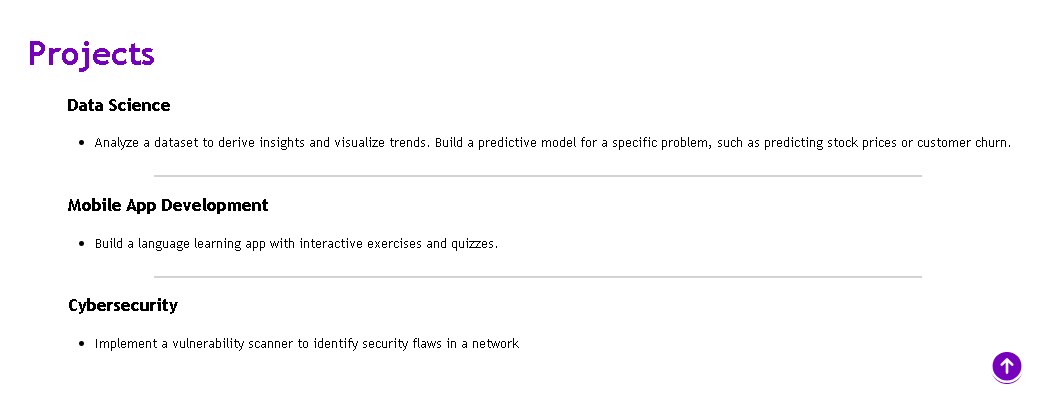 Projects
Data Science
• Analyze a dataset to derive insights and visualize trends. Build a predictive model for a specific problem, such as predicting stock prices or customer churn.
Mobile App Development
• Build a language learning app with interactive exercises and quizzes.
Cybersecurity
• Implement a vulnerability scanner to identify security flaws in a network